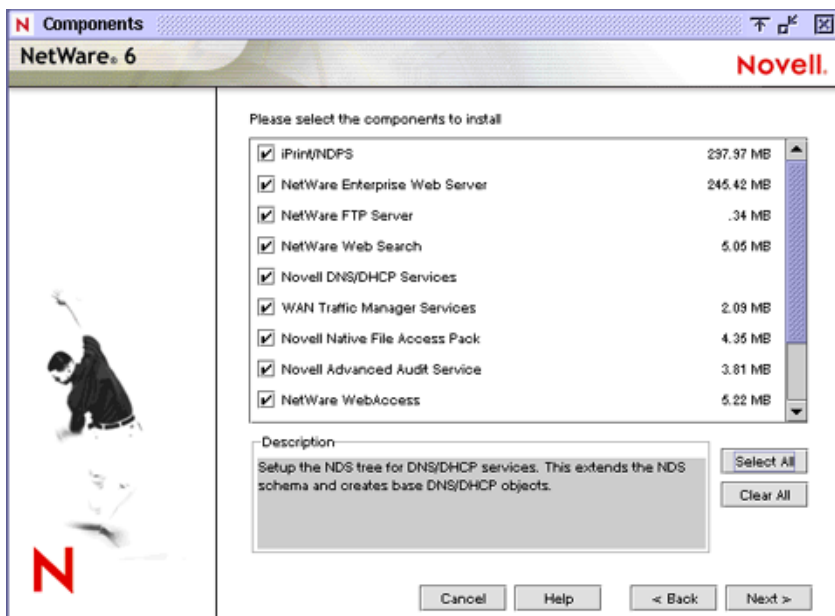 N Components
NetWare® 6
Novell.
Please select the components to install
iPrint/NDPS 297.97 MB
NetWare Enterprise Web Server 245.42 MB
NetWare FTP Server .34 MB
NetWare Web Search 5.05 MB
Novell DNS/DHCP Services
WAN Traffic Manager Services 2.09 MB
Novell Native File Access Pack 4.35 MB
Novell Advanced Audit Service 3.81 MB
NetWare WebAccess 5.22 MB
Description
Setup the NDS tree for DNS/DHCP services. This extends the NDS
schema and creates base DNS/DHCP objects.
Select All
Clear All
N
Cancel Help < Back Next >